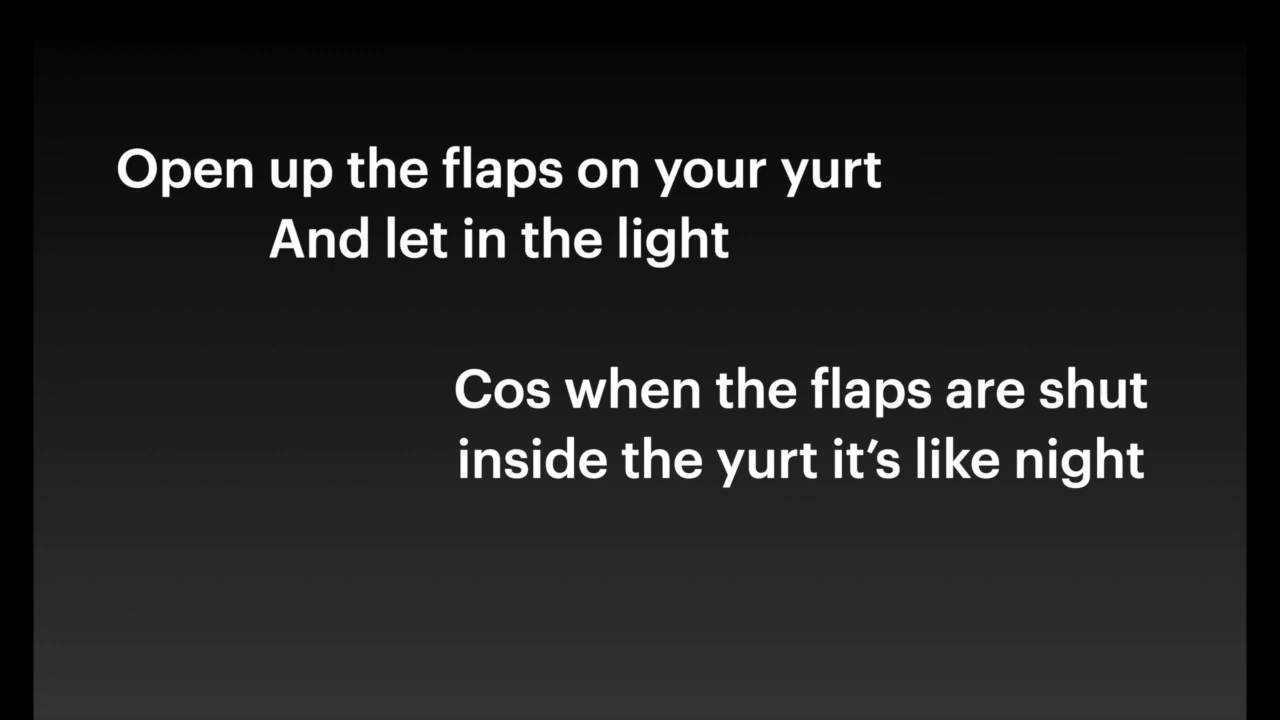 Open up the flaps on your yurt
And let in the light
Cos when the flaps are shut
inside the yurt it’s like night